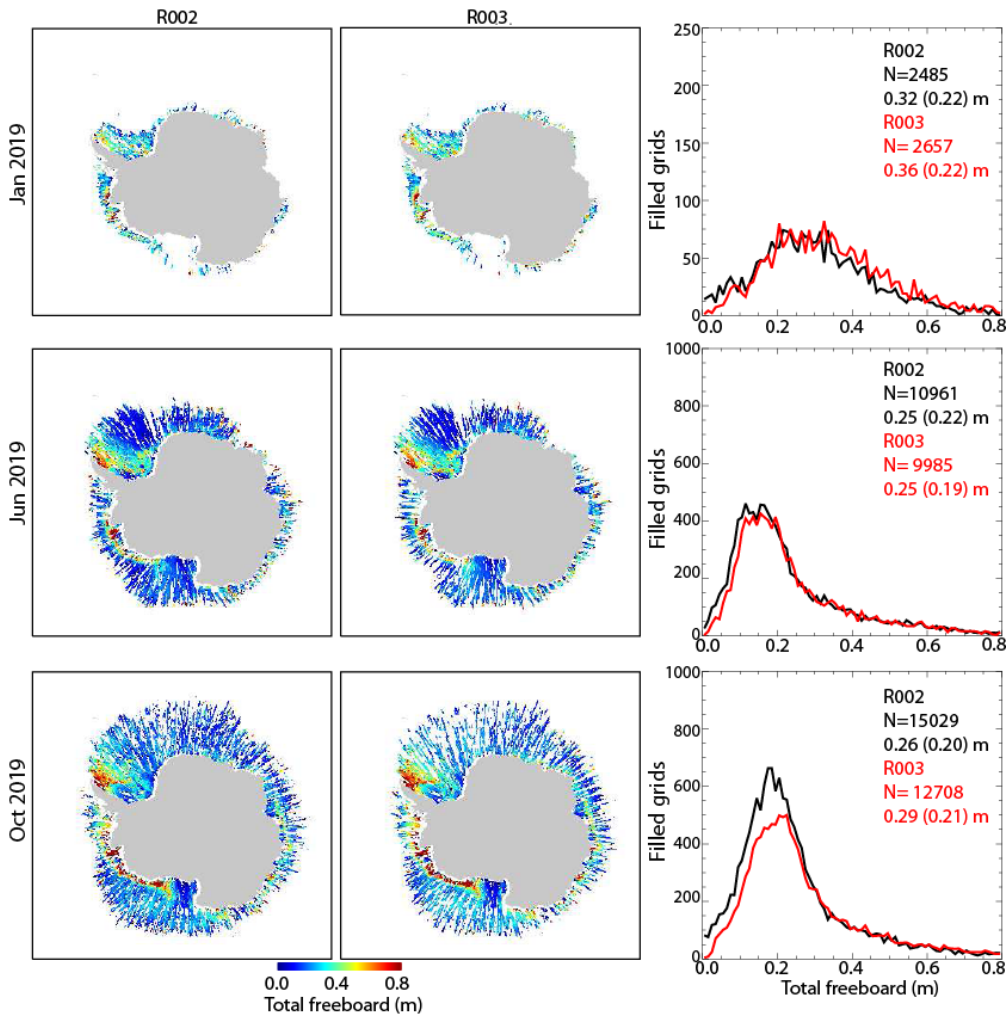 R002
R003.
Jan 2019
250
200
150
100
50
0
Filled grids
R002
N=2485
0.32 (0.22) m
R003
N= 2657
0.36 (0.22) m
0.0 0.2 0.4 0.6 0.8
Jun 2019
1000
800
600
400
200
0
Filled grids
R002
N=10961
0.25 (0.22) m
R003
N= 9985
0.25 (0.19) m
0.0 0.2 0.4 0.6 0.8
Oct 2019
1000
800
600
400
200
0
Filled grids
R002
N=15029
0.26 (0.20) m
R003
N= 12708
0.29 (0.21) m
0.0 0.2 0.4 0.6 0.8
Total freeboard (m)
0.0 0.4 0.8
Total freeboard (m)